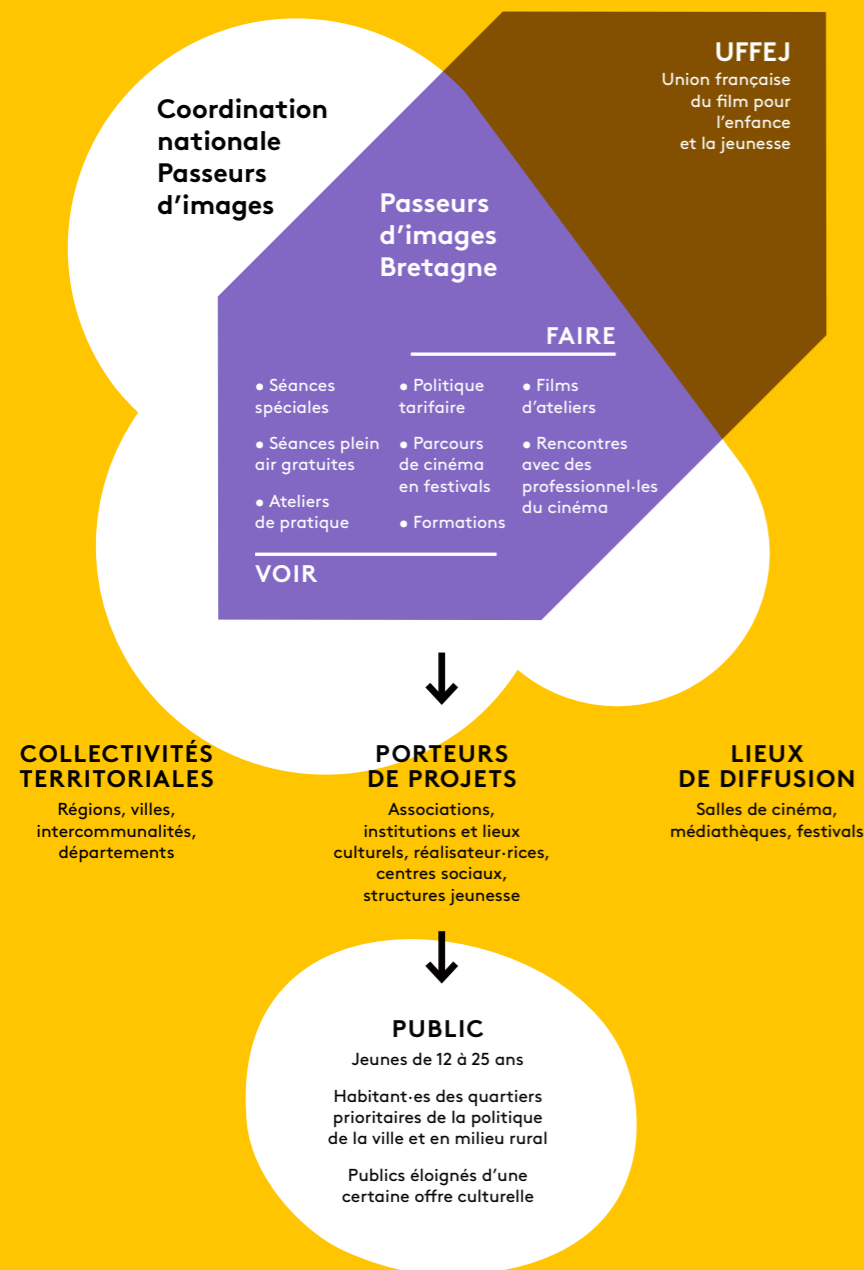 Coordination
nationale
Passeurs
d’images
UFFEJ
Union française
du film pour
l’enfance
et la jeunesse
Passeurs
d’images
Bretagne
FAIRE
• Séances
spéciales
• Séances plein
air gratuites
• Ateliers
de pratique
• Politique
tarifaire
• Parcours
de cinéma
en festivals
• Formations
• Films
d’ateliers
• Rencontres
avec des
professionnel·les
du cinéma
VOIR
COLLECTIVITÉS
TERRITORIALES
Régions, villes,
intercommunalités,
départements
PORTEURS
DE PROJETS
Associations,
institutions et lieux
culturels, réalisateur·rices,
centres sociaux,
structures jeunesse
LIEUX
DE DIFFUSION
Salles de cinéma,
médiathèques, festivals
PUBLIC
Jeunes de 12 à 25 ans
Habitant·es des quartiers
prioritaires de la politique
de la ville et en milieu rural
Publics éloignés d’une
certaine offre culturelle